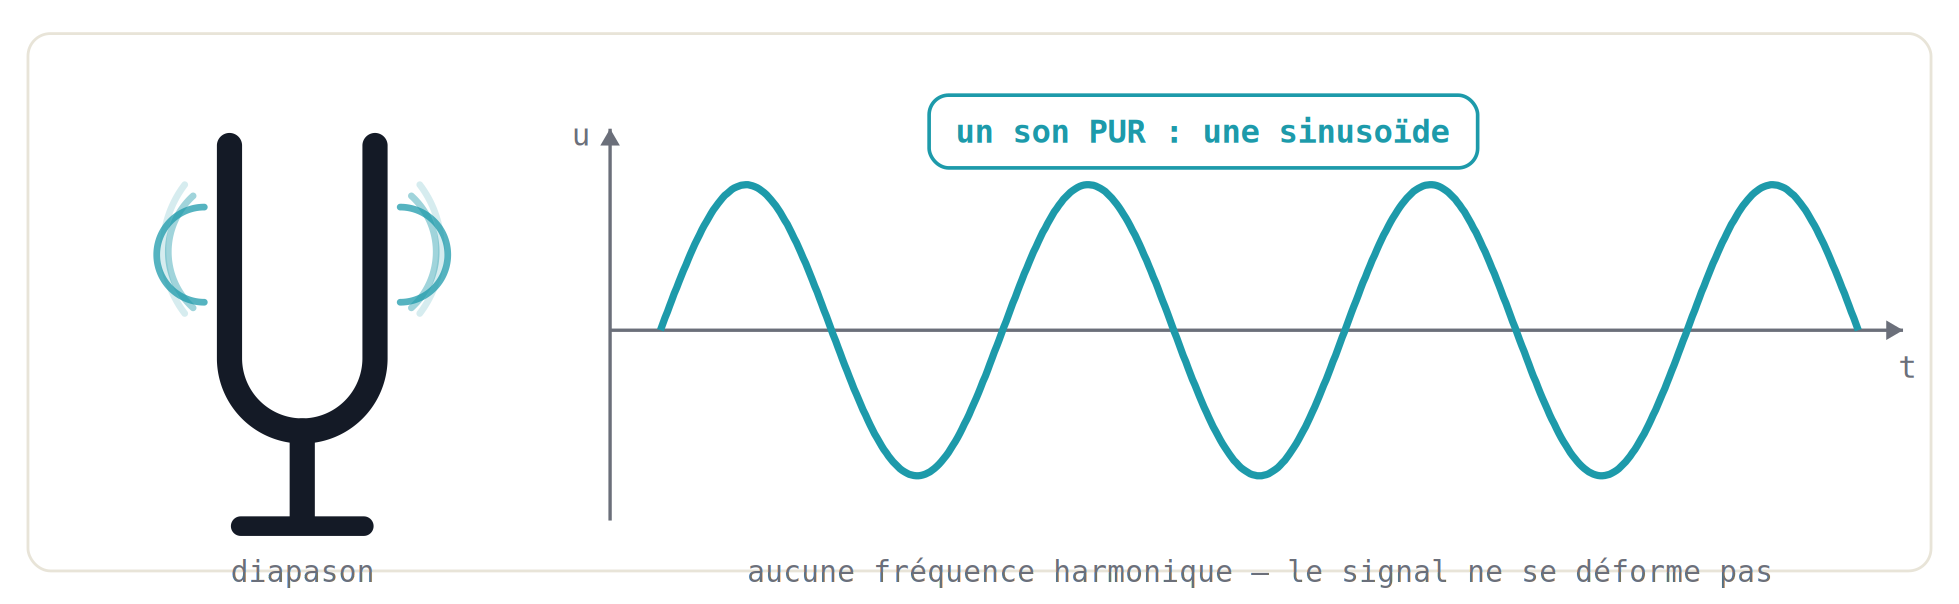 un son PUR : une sinusoïde
u
t
diapason
aucune fréquence harmonique — le signal ne se déforme pas